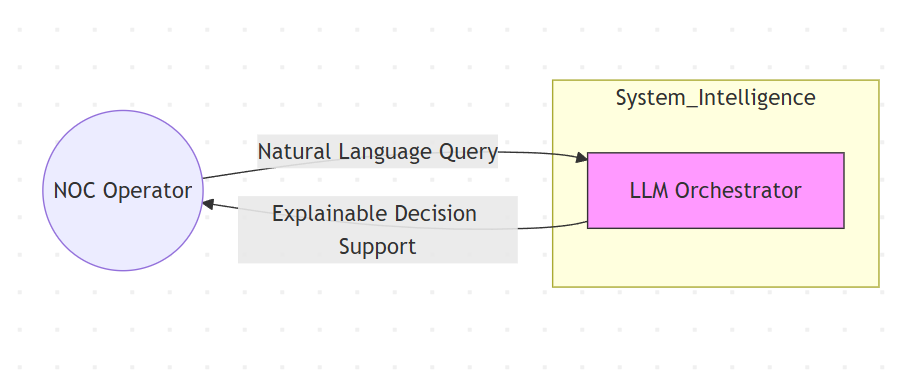 System_Intelligence
Natural Language Query
NOC Operator
LLM Orchestrator
Explainable Decision
Support